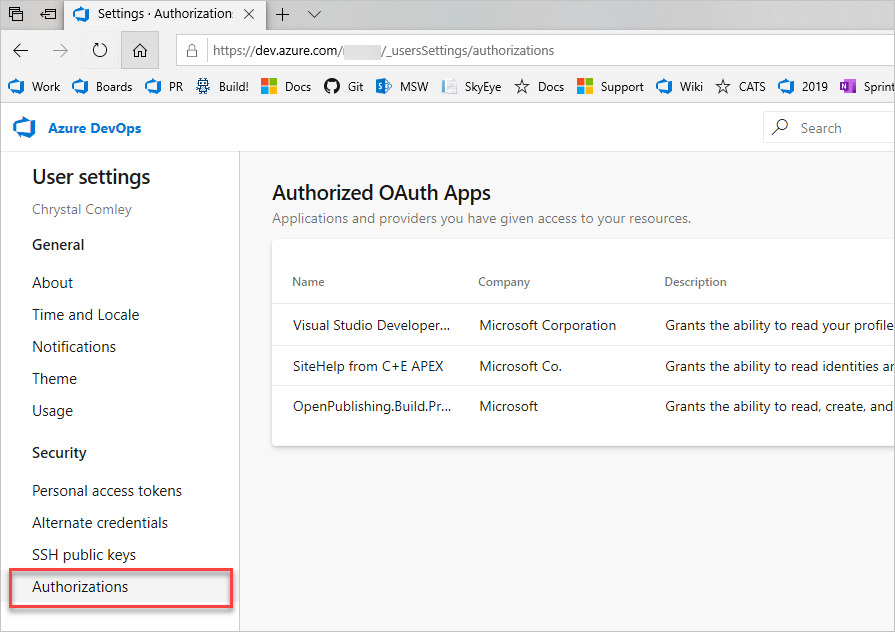 Settings · Authorization
https://dev.azure.com/ /_usersSettings/authorizations
Work Boards PR Build! Docs Git MSW SkyEye Docs Support Wiki CATS 2019 Sprint
Azure DevOps
Search
User settings
Chrystal Comley
General
About
Time and Locale
Notifications
Theme
Usage
Security
Personal access tokens
Alternate credentials
SSH public keys
Authorizations
Authorized OAuth Apps
Applications and providers you have given access to your resources.
Name Company Description
Visual Studio Developer... Microsoft Corporation Grants the ability to read your profile
SiteHelp from C+E APEX Microsoft Co. Grants the ability to read identities
OpenPublishing.Build.Pr... Microsoft Grants the ability to read, create, and